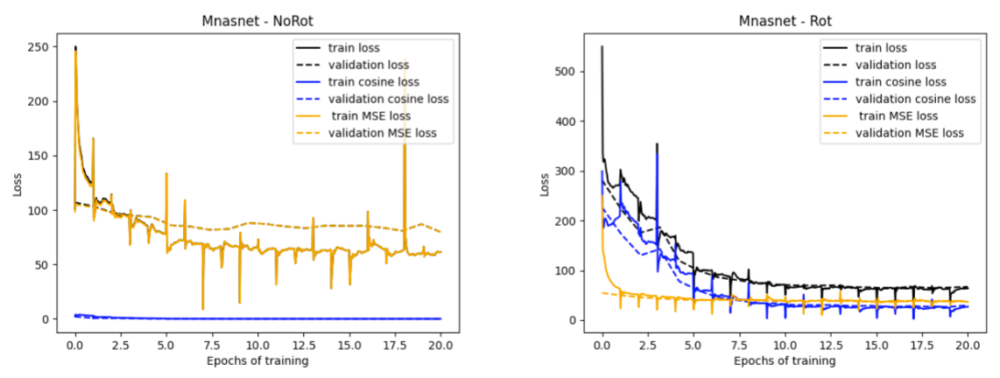 Mnasnet - NoRot
250
200
150
100
50
0
Loss
train loss
validation loss
train cosine loss
validation cosine loss
train MSE loss
validation MSE loss
0.0 2.5 5.0 7.5 10.0 12.5 15.0 17.5 20.0
Epochs of training
Mnasnet - Rot
500
400
300
200
100
0
Loss
train loss
validation loss
train cosine loss
validation cosine loss
train MSE loss
validation MSE loss
0.0 2.5 5.0 7.5 10.0 12.5 15.0 17.5 20.0
Epochs of training